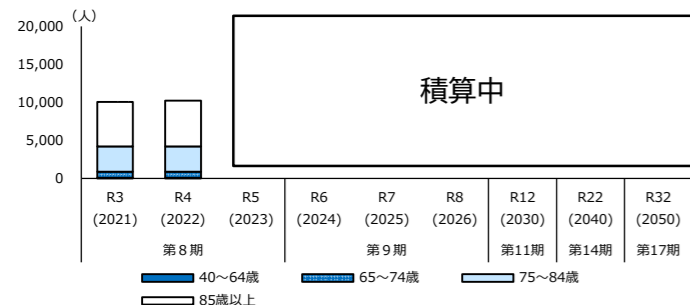 （人）
20,000
15,000
10,000
5,000
0
積算中
R3 R4 R5 R6 R7 R8 R12 R22 R32
(2021) (2022) (2023) (2024) (2025) (2026) (2030) (2040) (2050)
第８期 第９期 第11期 第14期 第17期
40～64歳 65～74歳 75～84歳
85歳以上